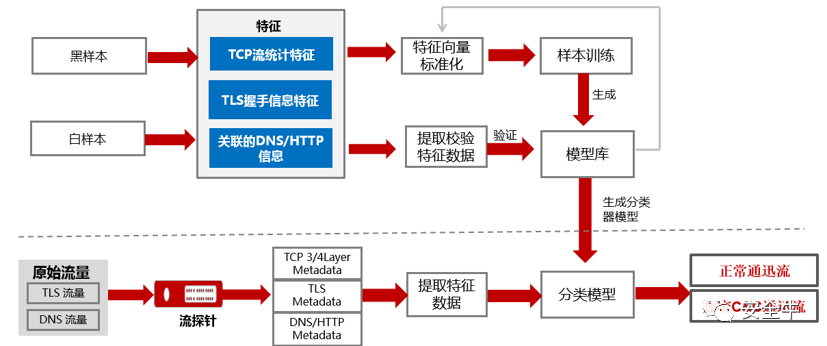 特征
黑样本
TCP流统计特征
特征向量
标准化
样本训练
TLS握手信息特征
生成
白样本
关联的DNS/HTTP
信息
提取校验
特征数据
验证
模型库
生成分类
器模型
原始流量
TLS 流量
DNS 流量
流探针
TCP 3/4Layer
Metadata
TLS
Metadata
DNS/HTTP
Metadata
提取特征
数据
分类模型
正常通迅流
流
安全牛